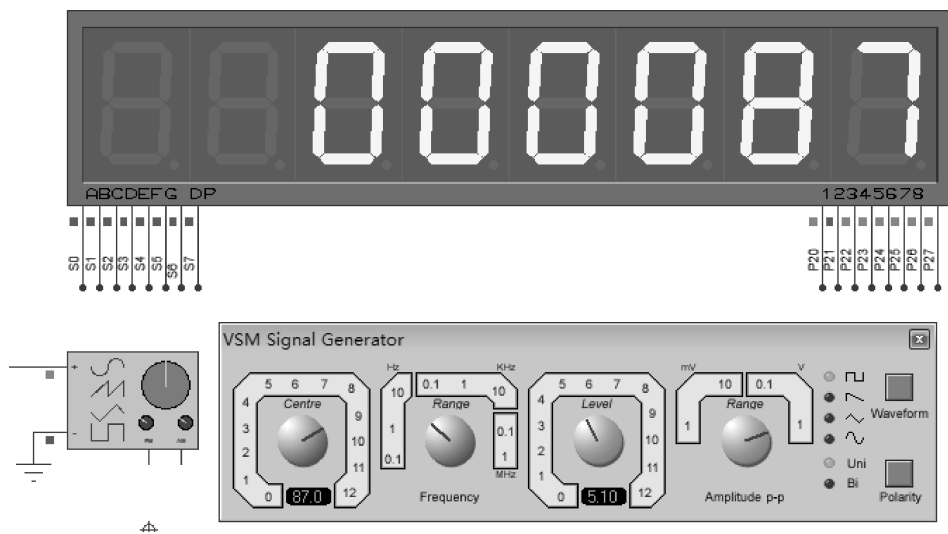 000087
ABCDEFG DP
12345678
S0 S1 S2 S3 S4 S5 S6 S7
P20 P21 P22 P23 P24 P25 P26 P27
VSM Signal Generator
Hz
KHz
mV
V
0 1 2 3 4 5 6 7 8 9 10 11 12
Centre
87.0
0.1 1 10
0.1 1 10
0.1 1
MHz
Range
Frequency
0 1 2 3 4 5 6 7 8 9 10 11 12
Level
5.10
1 10
0.1 1
Range
Amplitude p-p
Waveform
Uni
Bi
Polarity
+
-